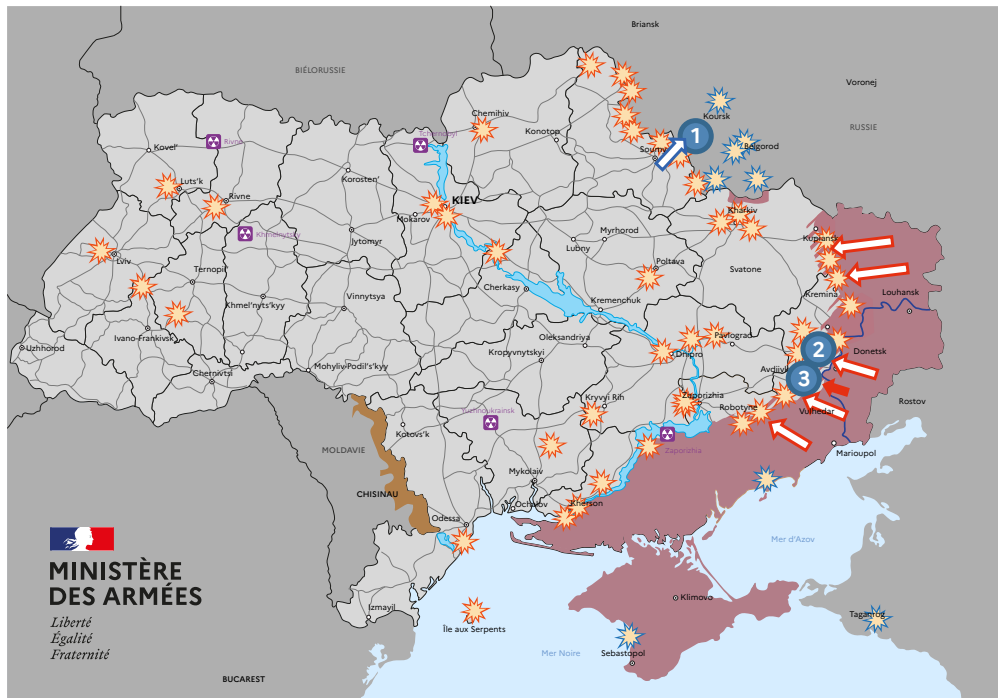 Briansk
BIÉLORUSSIE
Voronej
Koursk
RUSSIE
Chernihiv
Tchernobyl
Konotop
1
Soumy
Belgorod
Kovel'
Rivne
Korosten'
Luts'k
Rivne
KIEV
Makarov
Kharkiv
Khmelnytsky
Jytomyr
Myrhorod
Lubny
Kupiansk
Lviv
Ternopil
Poltava
Svatone
Cherkasy
Kremina
Louhansk
Khmel'nyts'kyy
Vinnytsya
Kremenchuk
Ivano-Frankivsk
Oleksandriya
Pavlograd
Uzhhorod
Kropyvnytskyi
Dnipro
2
Donetsk
Mohyliv-Podil's'kyy
Chernivtsi
Avdiivka
3
Kryvyi Rih
Zaporizhia
Rostov
Yuzhnoukrainsk
Robotyne
Vulhedar
Kotovs'k
MOLDAVIE
Zaporizhia
Marioupol
Mykolaiv
CHISINAU
Ochakov
Kherson
Odessa
Mer d'Azov
MINISTÈRE
DES ARMÉES
Liberté
Égalité
Fraternité
Izmayil
Klimovo
Île aux Serpents
Taganrog
Mer Noire
Sebastopol
BUCAREST